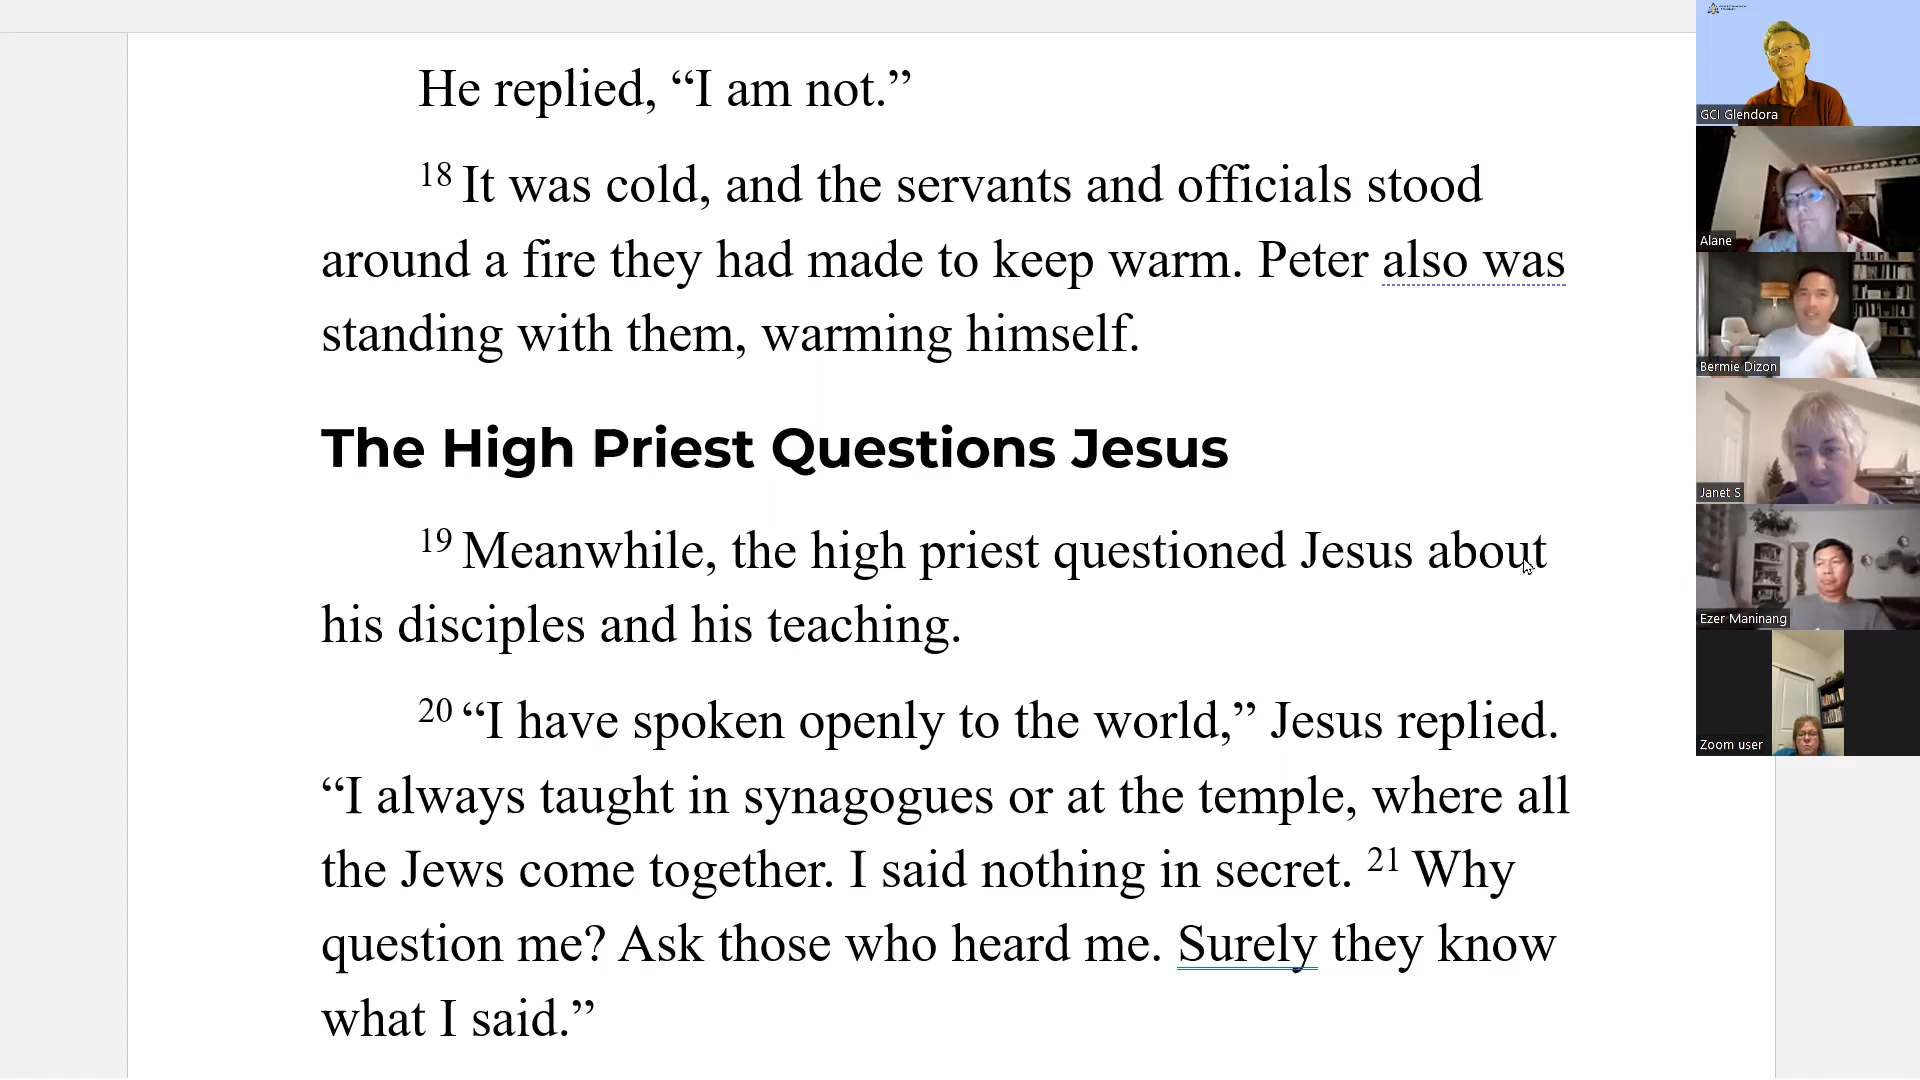 He replied, “I am not.”
18 It was cold, and the servants and officials stood
around a fire they had made to keep warm. Peter also was
standing with them, warming himself.
The High Priest Questions Jesus
19 Meanwhile, the high priest questioned Jesus about
his disciples and his teaching.
20 “I have spoken openly to the world,” Jesus replied.
“I always taught in synagogues or at the temple, where all
the Jews come together. I said nothing in secret. 21 Why
question me? Ask those who heard me. Surely they know
what I said.”
GCI Glendora
Alane
Bermie Dizon
Janet S
Ezer Maninang
Zoom user